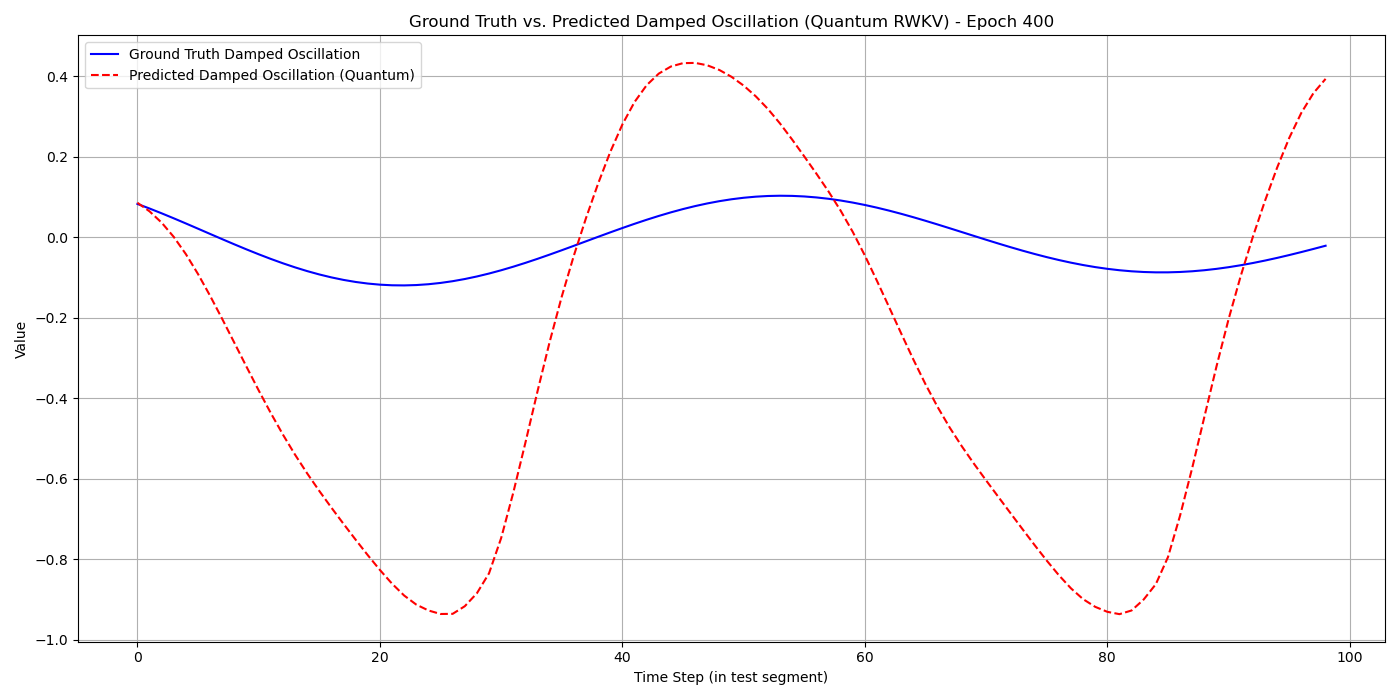 Ground Truth vs. Predicted Damped Oscillation (Quantum RWKV) - Epoch 400
Ground Truth Damped Oscillation
Predicted Damped Oscillation (Quantum)
Value
0.4
0.2
0.0
−0.2
−0.4
−0.6
−0.8
−1.0
0 20 40 60 80 100
Time Step (in test segment)